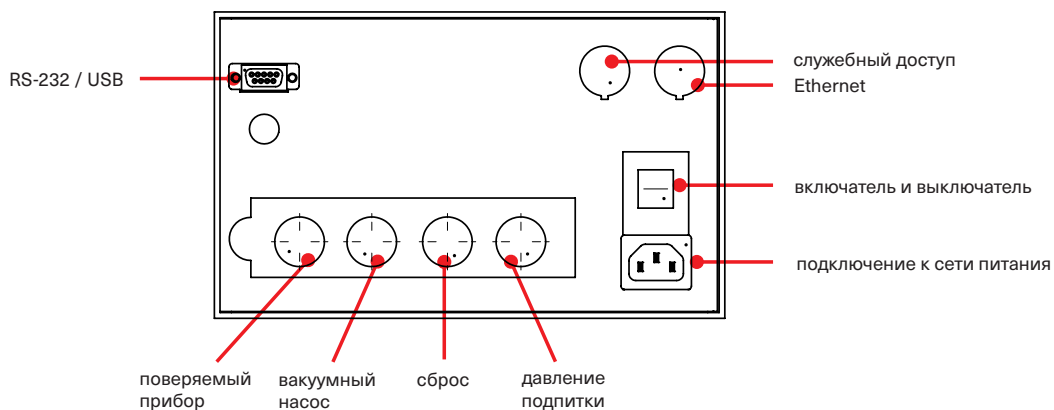 RS-232 / USB
служебный доступ
Ethernet
включатель и выключатель
подключение к сети питания
поверяемый
прибор
вакуумный
насос
сброс
давление
подпитки